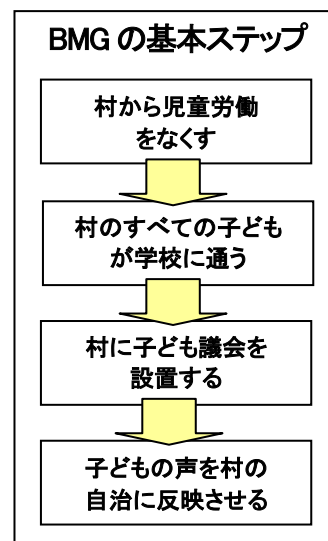 BMG の基本ステップ
村から児童労働
をなくす
村のすべての子ども
が学校に通う
村に子ども議会を
設置する
子どもの声を村の
自治に反映させる